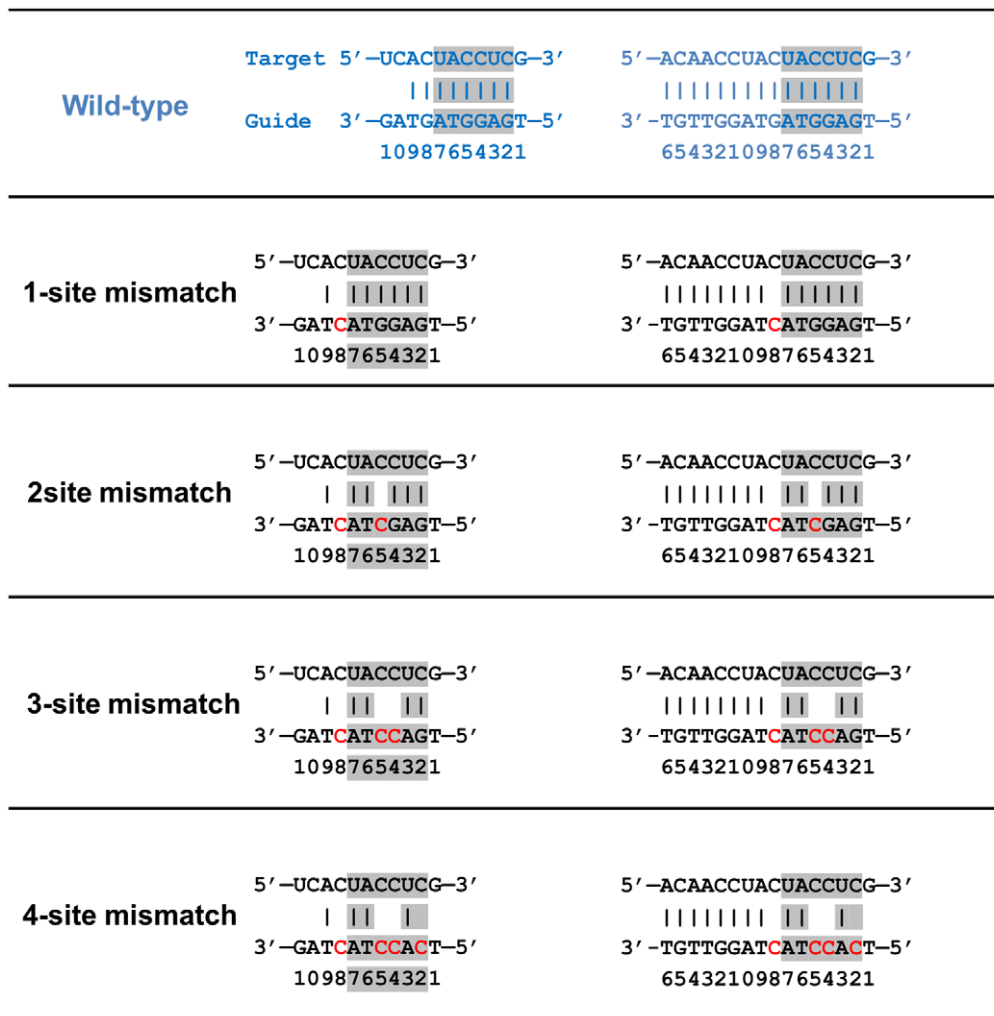 Target 5′—UCACUACCUCG—3′ 5′—ACAACCUACUACCUCG—3′
Wild-type
Guide 3′—GATGATGGAGT—5′ 3′-TGTTGGATGATGGAGT—5′
10987654321 6543210987654321
5′—UCACUACCUCG—3′ 5′—ACAACCUACUACCUCG—3′
1-site mismatch
3′—GATCATGGAGT—5′ 3′-TGTTGGATCATGGAGT—5′
10987654321 6543210987654321
5′—UCACUACCUCG—3′ 5′—ACAACCUACUACCUCG—3′
2site mismatch
3′—GATCATCGAGT—5′ 3′-TGTTGGATCATCGAGT—5′
10987654321 6543210987654321
5′—UCACUACCUCG—3′ 5′—ACAACCUACUACCUCG—3′
3-site mismatch
3′—GATCATCCAGT—5′ 3′-TGTTGGATCATCCAGT—5′
10987654321 6543210987654321
5′—UCACUACCUCG—3′ 5′—ACAACCUACUACCUCG—3′
4-site mismatch
3′—GATCATCCACT—5′ 3′-TGTTGGATCATCCACT—5′
10987654321 6543210987654321